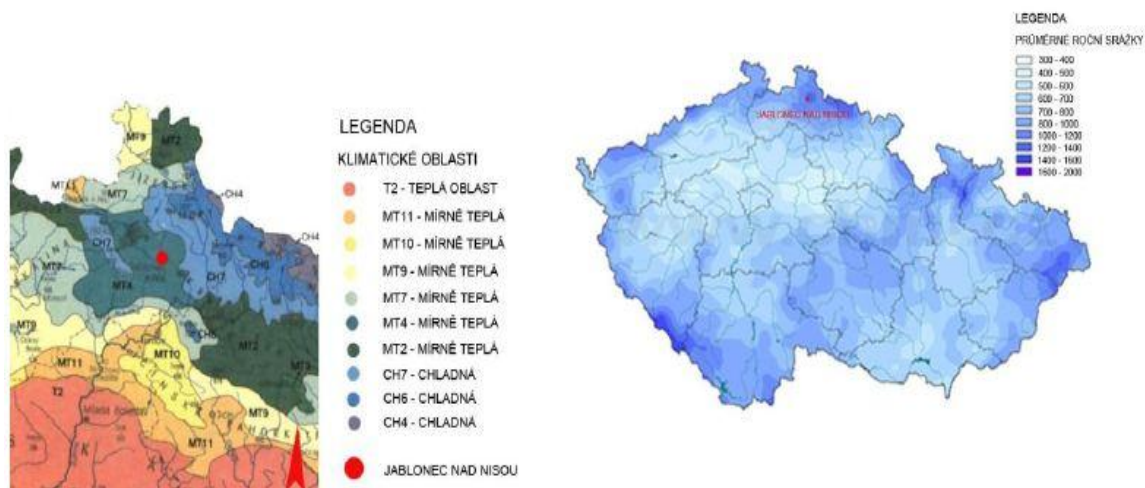 MT9
MT2
MT11
MT7
CH4
CH4
CH7
CH7
CH6
MT7
MT4
MT9
MT10
MT2
MT11
T2
MT9
MT11
LEGENDA
KLIMATICKÉ OBLASTI
T2 - TEPLÁ OBLAST
MT11 - MÍRNĚ TEPLÁ
MT10 - MÍRNĚ TEPLÁ
MT9 - MÍRNĚ TEPLÁ
MT7 - MÍRNĚ TEPLÁ
MT4 - MÍRNĚ TEPLÁ
MT2 - MÍRNĚ TEPLÁ
CH7 - CHLADNÁ
CH6 - CHLADNÁ
CH4 - CHLADNÁ
JABLONEC NAD NISOU
LEGENDA
PRŮMĚRNÉ ROČNÍ SRÁŽKY
300 - 400
400 - 500
500 - 600
600 - 700
700 - 800
800 - 1000
1000 - 1200
1200 - 1400
1400 - 1600
1600 - 2000
JABLONEC NAD NISOU